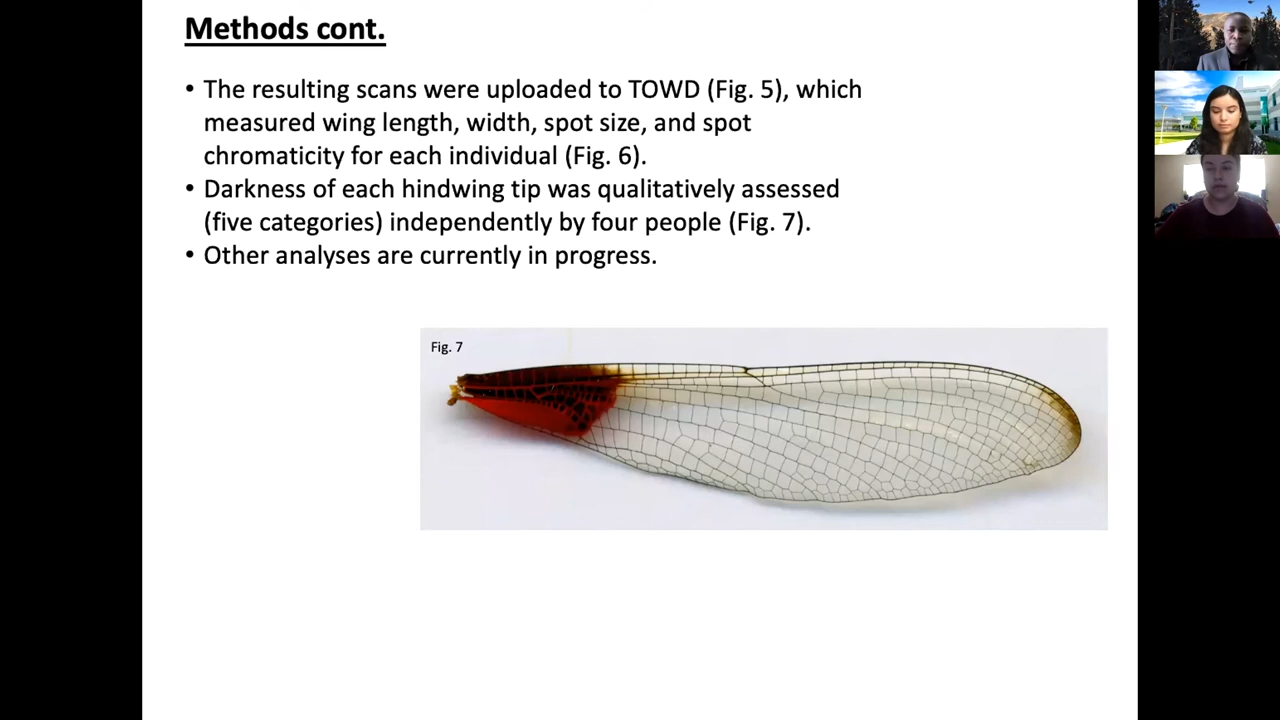 Methods cont.
• The resulting scans were uploaded to TOWD (Fig. 5), which
measured wing length, width, spot size, and spot
chromaticity for each individual (Fig. 6).
• Darkness of each hindwing tip was qualitatively assessed
(five categories) independently by four people (Fig. 7).
• Other analyses are currently in progress.
Fig. 7